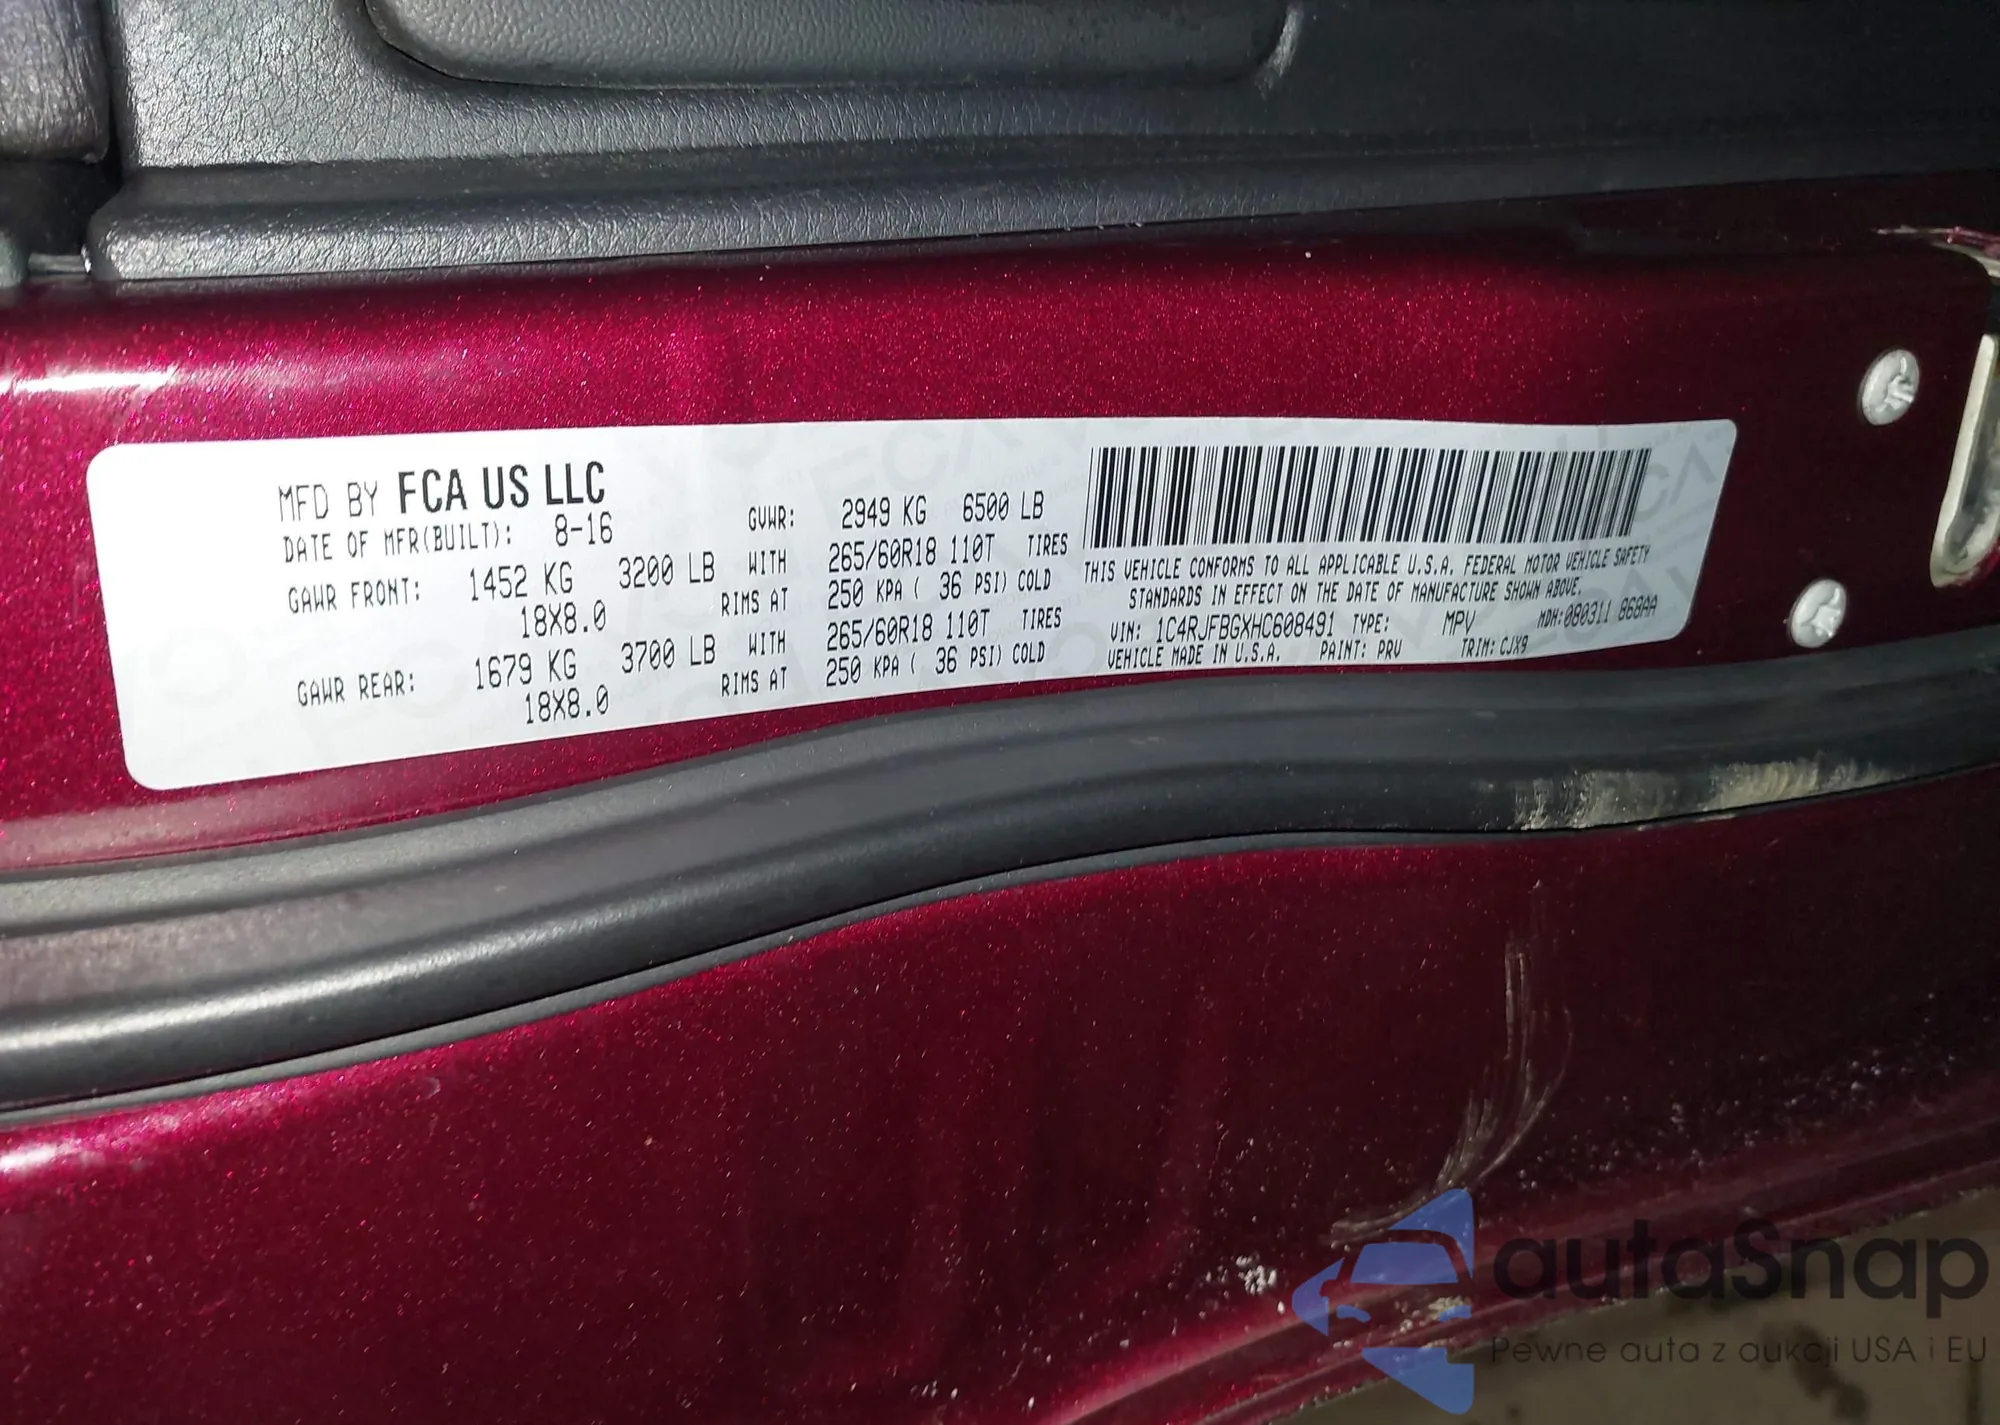 MFD BY FCA US LLC
DATE OF MFR(BUILT): 8-16 GVWR: 2949 KG 6500 LB
GAWR FRONT: 1452 KG 3200 LB WITH 265/60R18 110T TIRES
18X8.0 RIMS AT 250 KPA ( 36 PSI) COLD
GAWR REAR: 1679 KG 3700 LB WITH 265/60R18 110T TIRES
18X8.0 RIMS AT 250 KPA ( 36 PSI) COLD
THIS VEHICLE CONFORMS TO ALL APPLICABLE U.S.A. FEDERAL MOTOR VEHICLE SAFETY
STANDARDS IN EFFECT ON THE DATE OF MANUFACTURE SHOWN ABOVE.
VIN: 1C4RJFBGXHC608491 TYPE: MPV MDH:080311 868AA
VEHICLE MADE IN U.S.A. PAINT: PRV TRIM: CJX9
autaSnap
Pewne auta z aukcji USA i EU